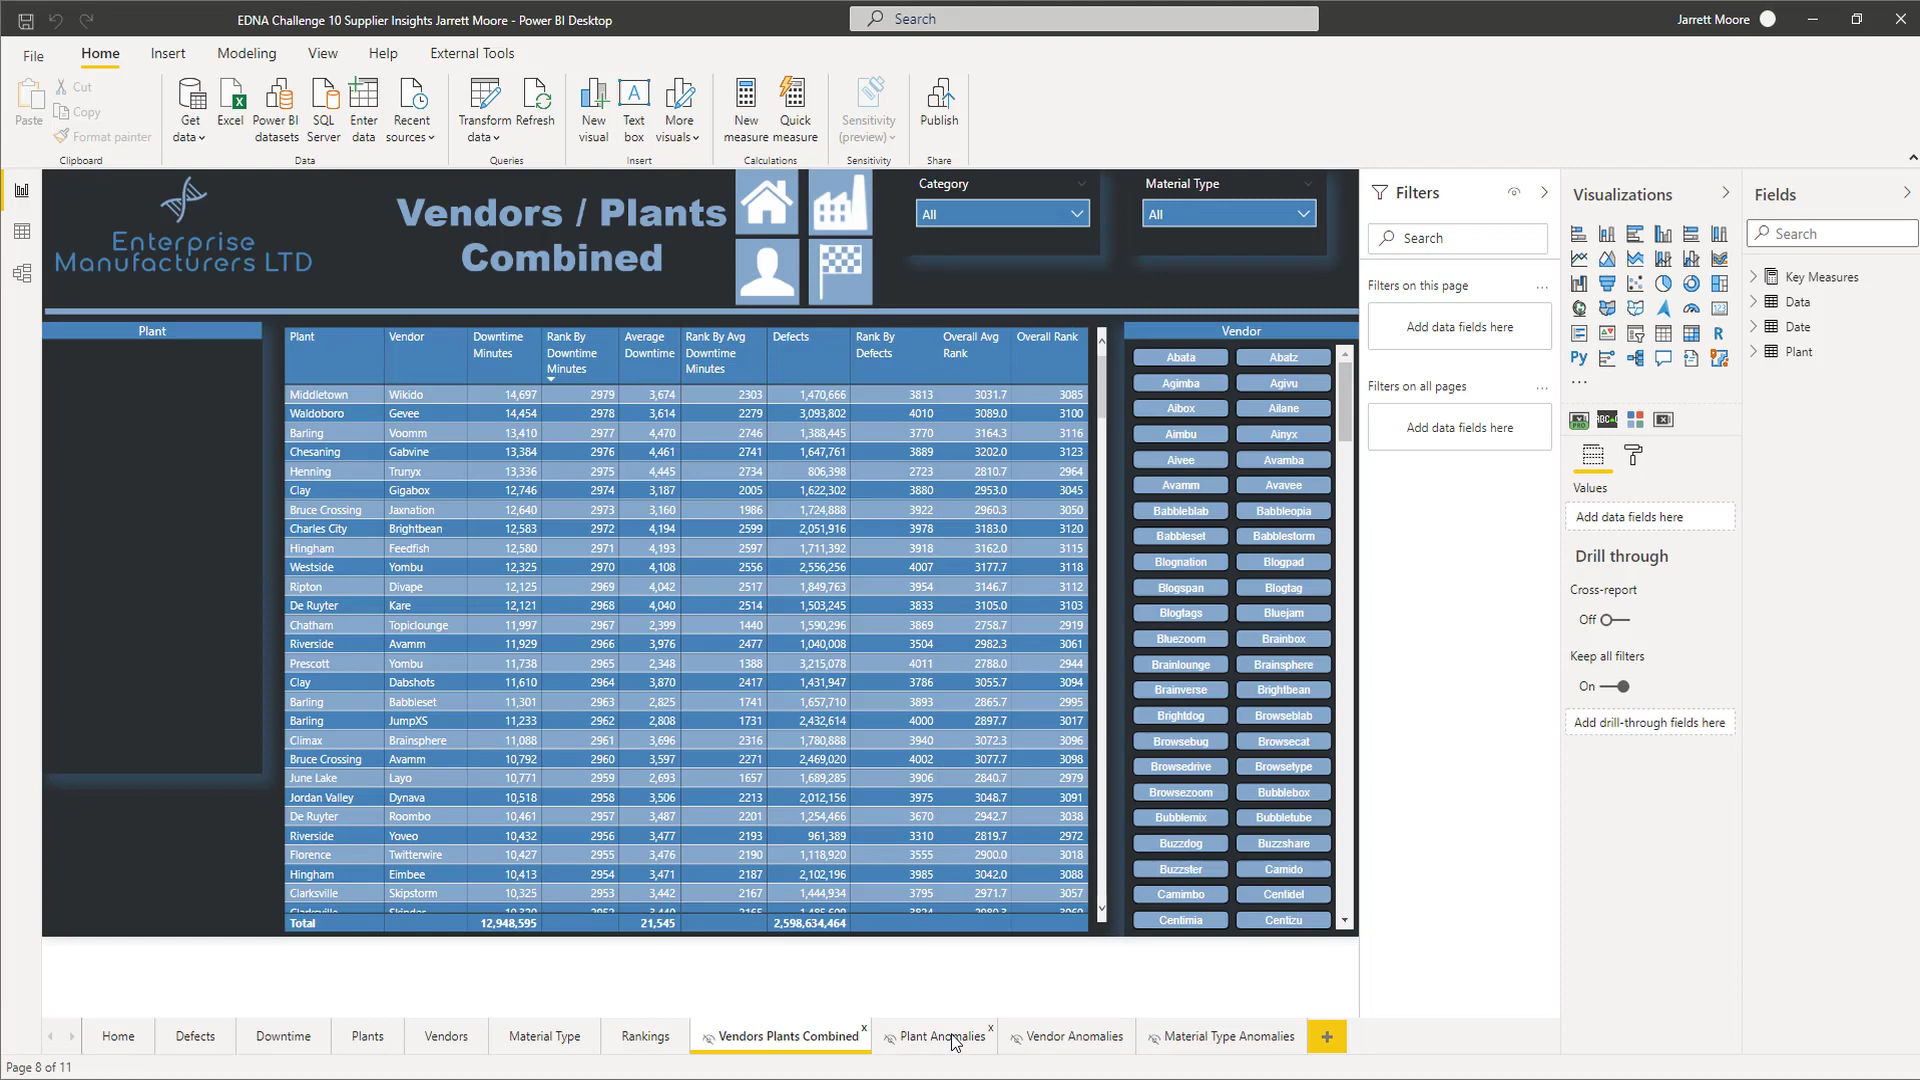 EDNA Challenge 10 Supplier Insights Jarrett Moore - Power BI Desktop
Search
Jarrett Moore
File
Home
Insert
Modeling
View
Help
External Tools
Paste
Cut
Copy
Format painter
Get data
Excel
Power BI datasets
SQL Server
Enter data
Recent sources
Transform data
Refresh
New visual
Text box
More visuals
New measure
Quick measure
Sensitivity (preview)
Publish
Clipboard
Data
Queries
Insert
Calculations
Sensitivity
Share
Enterprise
Manufacturers LTD
Vendors / Plants
Combined
Category
All
Material Type
All
Plant
Plant Vendor Downtime Minutes Rank By Downtime Minutes Average Downtime Rank By Avg Downtime Minutes Defects Rank By Defects Overall Avg Rank Overall Rank
Middletown Wikido 14,697 2979 3,674 2303 1,470,666 3813 3031.7 3085
Waldoboro Gevee 14,454 2978 3,614 2279 3,093,802 4010 3089.0 3100
Barling Voomm 13,410 2977 4,470 2746 1,388,445 3770 3164.3 3116
Chesaning Gabvine 13,384 2976 4,461 2741 1,647,761 3889 3202.0 3123
Henning Trunyx 13,336 2975 4,445 2734 806,398 2723 2810.7 2964
Clay Gigabox 12,746 2974 3,187 2005 1,622,302 3880 2953.0 3045
Bruce Crossing Jaxnation 12,640 2973 3,160 1986 1,724,888 3922 2960.3 3050
Charles City Brightbean 12,583 2972 4,194 2599 2,051,916 3978 3183.0 3120
Hingham Feedfish 12,580 2971 4,193 2597 1,711,392 3918 3162.0 3115
Westside Yombu 12,325 2970 4,108 2556 2,556,256 4007 3177.7 3118
Ripton Divape 12,125 2969 4,042 2517 1,849,763 3954 3146.7 3112
De Ruyter Kare 12,121 2968 4,040 2514 1,503,245 3833 3105.0 3103
Chatham Topiclounge 11,997 2967 2,399 1440 1,590,296 3869 2758.7 2919
Riverside Avamm 11,929 2966 3,976 2477 1,040,008 3504 2982.3 3061
Prescott Yombu 11,738 2965 2,348 1388 3,215,078 4011 2788.0 2944
Clay Dabshots 11,610 2964 3,870 2417 1,431,947 3786 3055.7 3094
Barling Babbleset 11,301 2963 2,825 1741 1,657,710 3893 2865.7 2995
Barling JumpXS 11,233 2962 2,808 1731 2,432,614 4000 2897.7 3017
Climax Brainsphere 11,088 2961 3,696 2316 1,780,888 3940 3072.3 3096
Bruce Crossing Avamm 10,792 2960 3,597 2271 2,469,020 4002 3077.7 3098
June Lake Layo 10,771 2959 2,693 1657 1,689,285 3906 2840.7 2979
Jordan Valley Dynava 10,518 2958 3,506 2213 2,012,156 3975 3048.7 3091
De Ruyter Roombo 10,461 2957 3,487 2201 1,254,466 3670 2942.7 3038
Riverside Yoveo 10,432 2956 3,477 2193 961,389 3310 2819.7 2972
Florence Twitterwire 10,427 2955 3,476 2190 1,118,920 3555 2900.0 3018
Hingham Eimbee 10,413 2954 3,471 2187 2,102,196 3985 3042.0 3088
Clarksville Skipstorm 10,325 2953 3,442 2167 1,444,934 3795 2971.7 3057
Total 12,948,595 21,545 2,598,634,464
Vendor
Abata Abatz
Agimba Agivu
Aibox Ailane
Aimbu Ainyx
Aivee Avamba
Avamm Avavee
Babbleblab Babbleopia
Babbleset Babblestorm
Blognation Blogpad
Blogspan Blogtag
Blogtags Bluejam
Bluezoom Brainbox
Brainlounge Brainsphere
Brainverse Brightbean
Brightdog Browseblab
Browsebug Browsecat
Browsedrive Browsetype
Browsezoom Bubblebox
Bubblemix Bubbletube
Buzzdog Buzzshare
Buzzster Camido
Camimbo Centidel
Centimia Centizu
Filters
Search
Filters on this page
...
Add data fields here
Filters on all pages
...
Add data fields here
Visualizations
R
Py
...
Values
Add data fields here
Drill through
Cross-report
Off
Keep all filters
On
Add drill-through fields here
Fields
Search
Key Measures
Data
Date
Plant
Home
Defects
Downtime
Plants
Vendors
Material Type
Rankings
Vendors Plants Combined
Plant Anomalies
Vendor Anomalies
Material Type Anomalies
Page 8 of 11